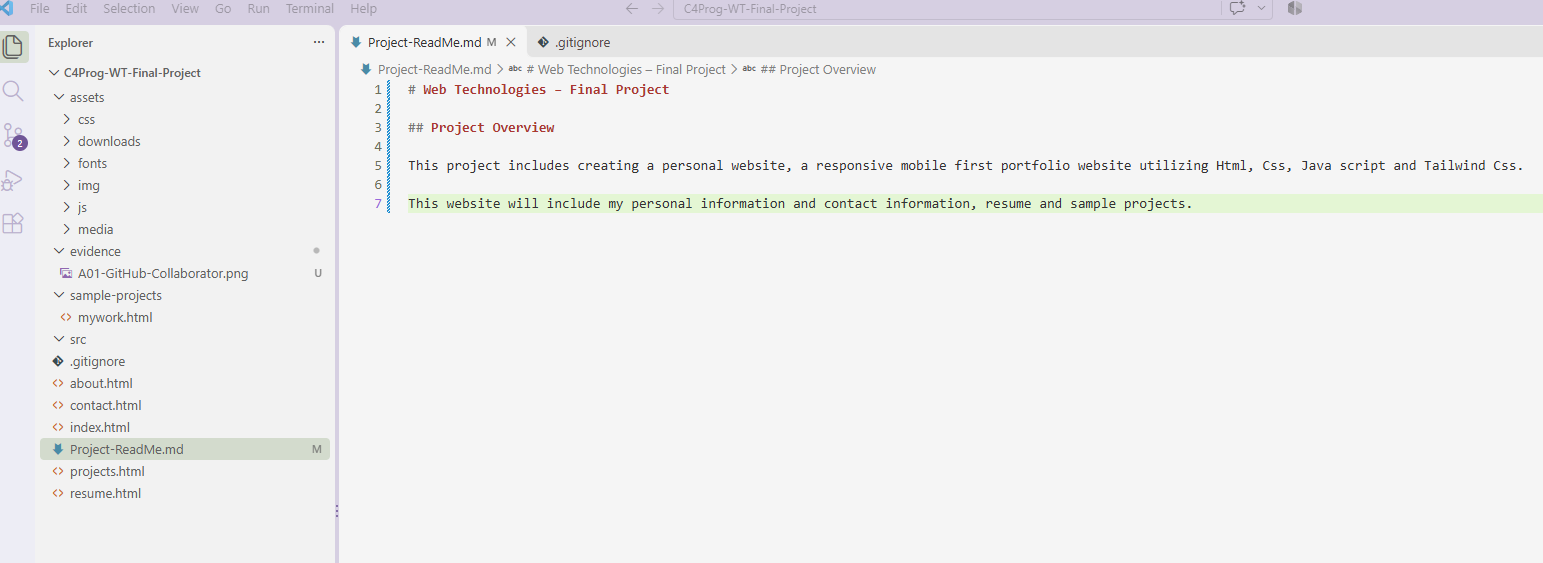 File Edit Selection View Go Run Terminal Help
C4Prog-WT-Final-Project
Explorer
C4Prog-WT-Final-Project
assets
css
downloads
fonts
img
js
media
evidence
A01-GitHub-Collaborator.png U
sample-projects
mywork.html
src
.gitignore
about.html
contact.html
index.html
Project-ReadMe.md M
projects.html
resume.html
2
Project-ReadMe.md M
.gitignore
Project-ReadMe.md > abc # Web Technologies – Final Project > abc ## Project Overview
1 # Web Technologies – Final Project
2
3 ## Project Overview
4
5 This project includes creating a personal website, a responsive mobile first portfolio website utilizing Html, Css, Java script and Tailwind Css.
6
7 This website will include my personal information and contact information, resume and sample projects.